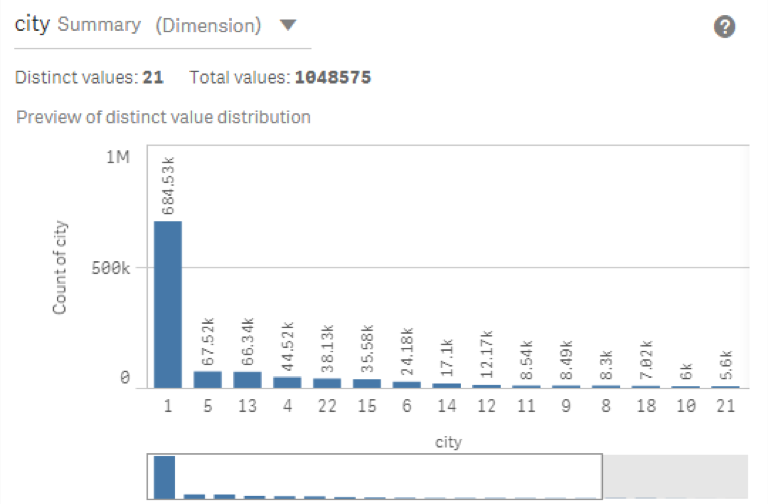 city Summary (Dimension)
?
Distinct values: 21 Total values: 1048575
Preview of distinct value distribution
1M
500k
0
Count of city
684.53k
67.52k
66.34k
44.52k
38.13k
35.58k
24.18k
17.1k
12.17k
8.54k
8.49k
8.3k
7.02k
6k
5.6k
1 5 13 4 22 15 6 14 12 11 9 8 18 10 21
city